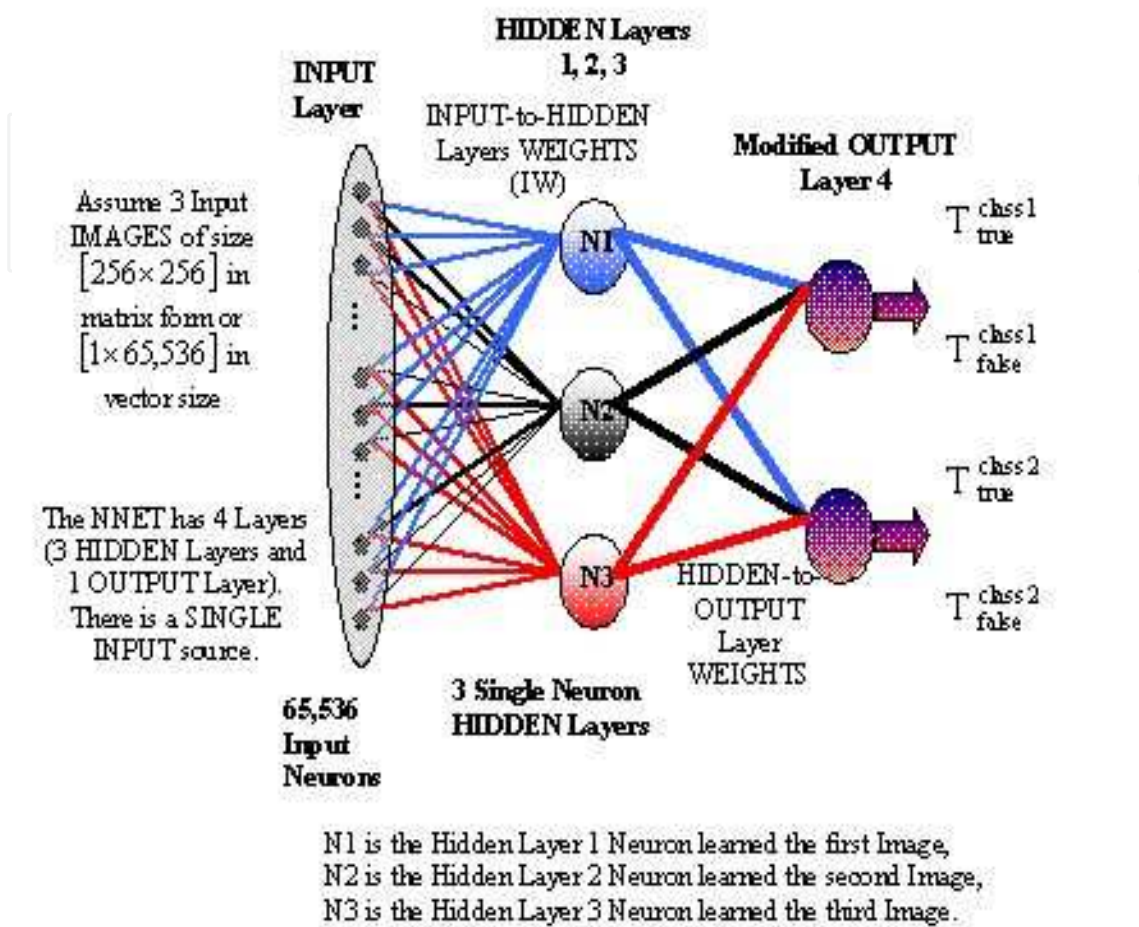 HIDDEN Layers
1, 2, 3
INPUT
Layer
INPUT-to-HIDDEN
Layers WEIGHTS
(IW)
Modified OUTPUT
Layer 4
Assume 3 Input
IMAGES of size
[256×256] in
matrix form or
[1×65,536] in
vector size
The NNET has 4 Layers
(3 HIDDEN Layers and
1 OUTPUT Layer).
There is a SINGLE
INPUT source.
N1
N2
N3
T class1
true
T class1
false
T class2
true
T class2
false
HIDDEN-to-
OUTPUT
Layer
WEIGHTS
3 Single Neuron
HIDDEN Layers
65,536
Input
Neurons
N1 is the Hidden Layer 1 Neuron learned the first Image,
N2 is the Hidden Layer 2 Neuron learned the second Image,
N3 is the Hidden Layer 3 Neuron learned the third Image.